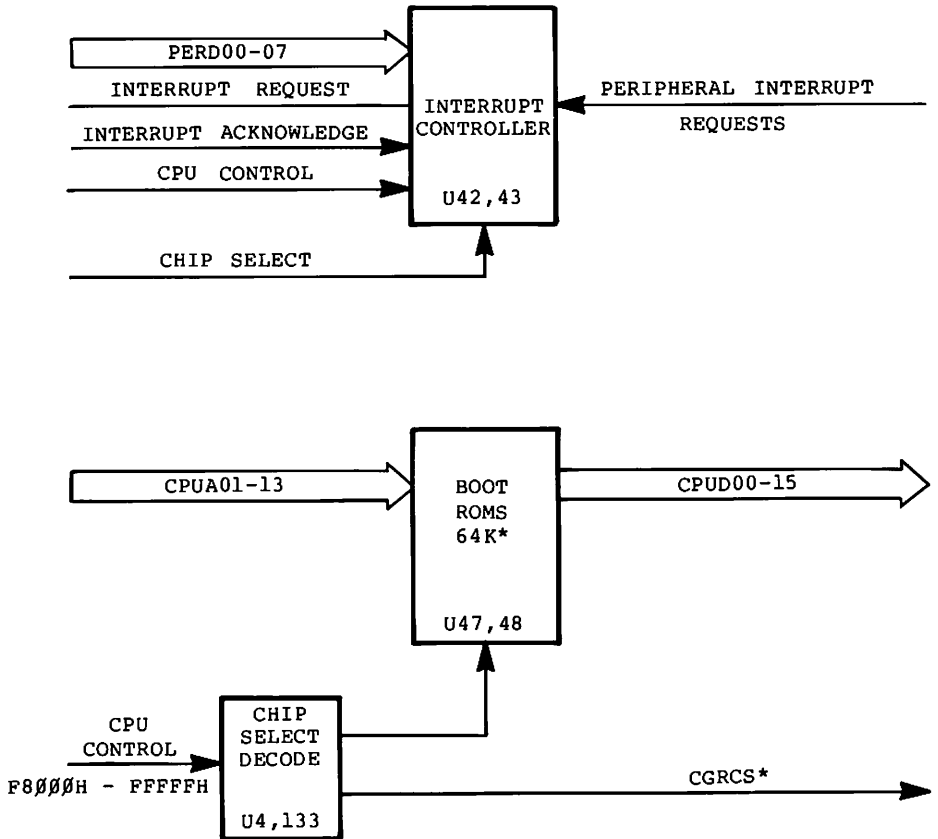 PERD00-07
INTERRUPT REQUEST
INTERRUPT ACKNOWLEDGE
CPU CONTROL
CHIP SELECT
INTERRUPT
CONTROLLER
U42,43
PERIPHERAL INTERRUPT
REQUESTS
CPUA01-13
BOOT
ROMS
64K*
U47,48
CPUD00-15
CPU
CONTROL
F8ØØØH - FFFFFH
CHIP
SELECT
DECODE
U4,133
CGRCS*